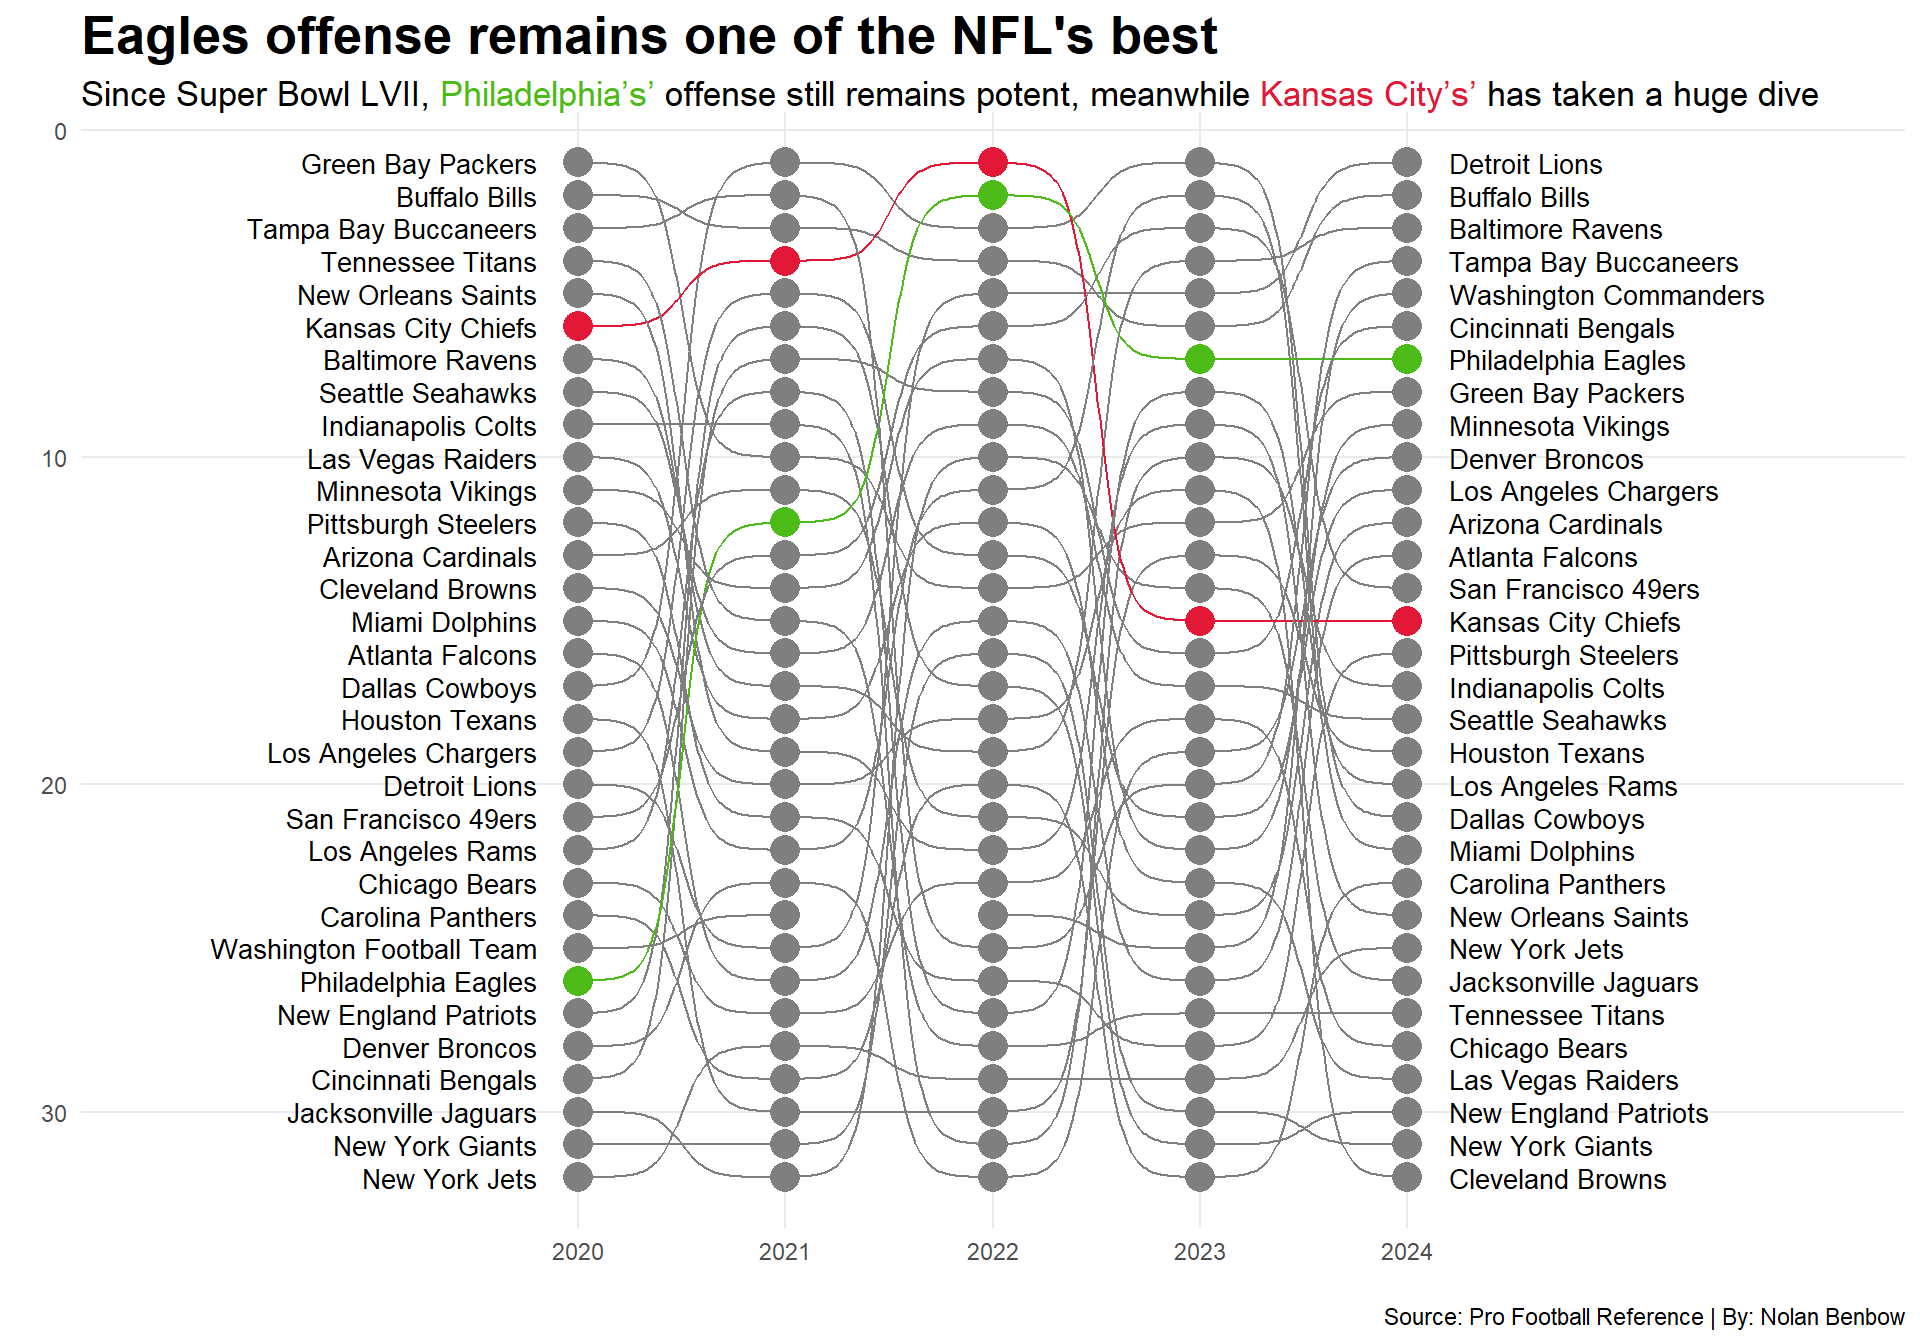 Eagles offense remains one of the NFL's best
Since Super Bowl LVII, Philadelphia’s’ offense still remains potent, meanwhile Kansas City’s’ has taken a huge dive
0
Green Bay Packers Detroit Lions
Buffalo Bills Buffalo Bills
Tampa Bay Buccaneers Baltimore Ravens
Tennessee Titans Tampa Bay Buccaneers
New Orleans Saints Washington Commanders
Kansas City Chiefs Cincinnati Bengals
Baltimore Ravens Philadelphia Eagles
Seattle Seahawks Green Bay Packers
Indianapolis Colts Minnesota Vikings
10 Las Vegas Raiders Denver Broncos
Minnesota Vikings Los Angeles Chargers
Pittsburgh Steelers Arizona Cardinals
Arizona Cardinals Atlanta Falcons
Cleveland Browns San Francisco 49ers
Miami Dolphins Kansas City Chiefs
Atlanta Falcons Pittsburgh Steelers
Dallas Cowboys Indianapolis Colts
Houston Texans Seattle Seahawks
Los Angeles Chargers Houston Texans
20 Detroit Lions Los Angeles Rams
San Francisco 49ers Dallas Cowboys
Los Angeles Rams Miami Dolphins
Chicago Bears Carolina Panthers
Carolina Panthers New Orleans Saints
Washington Football Team New York Jets
Philadelphia Eagles Jacksonville Jaguars
New England Patriots Tennessee Titans
Denver Broncos Chicago Bears
Cincinnati Bengals Las Vegas Raiders
30 Jacksonville Jaguars New England Patriots
New York Giants New York Giants
New York Jets Cleveland Browns
2020 2021 2022 2023 2024
Source: Pro Football Reference | By: Nolan Benbow